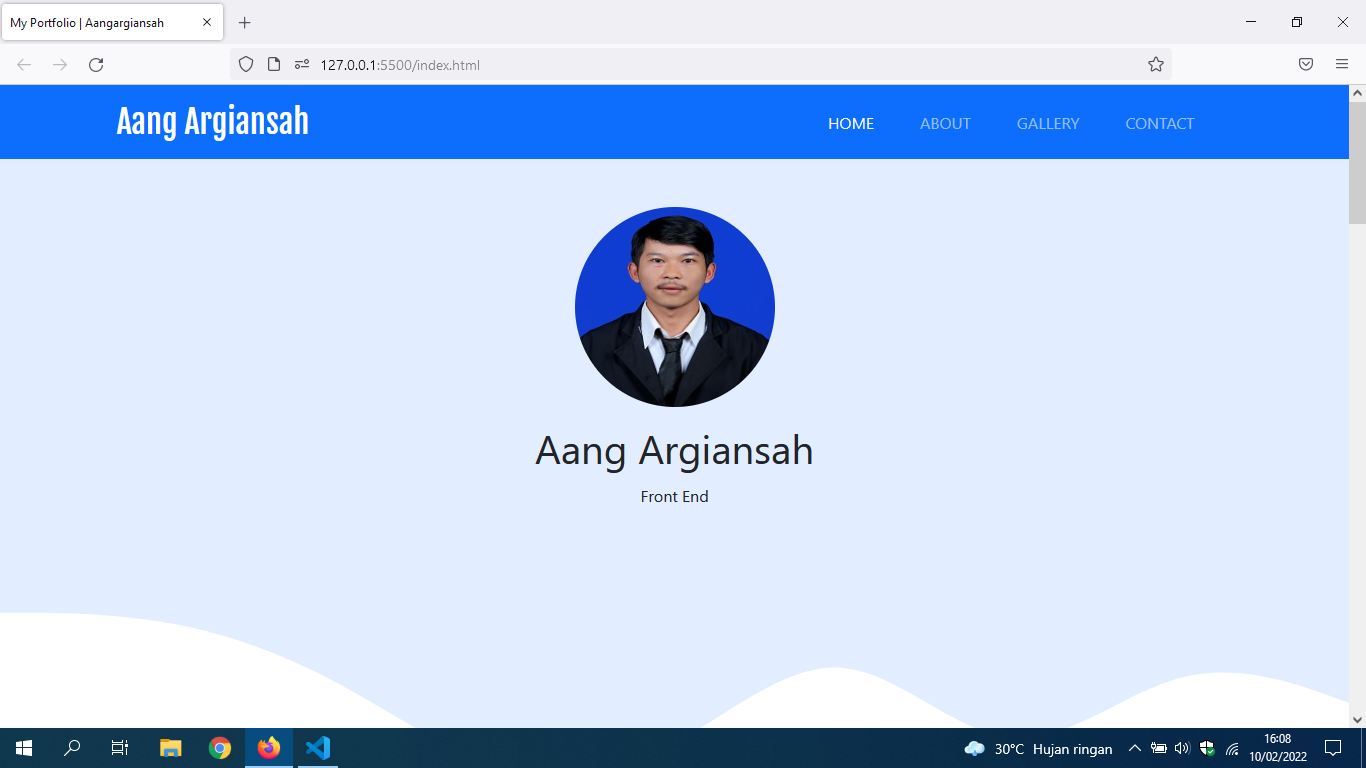 My Portfolio | Aangargiansah
127.0.0.1:5500/index.html
Aang Argiansah
HOME ABOUT GALLERY CONTACT
Aang Argiansah
Front End
30°C Hujan ringan
16:08
10/02/2022